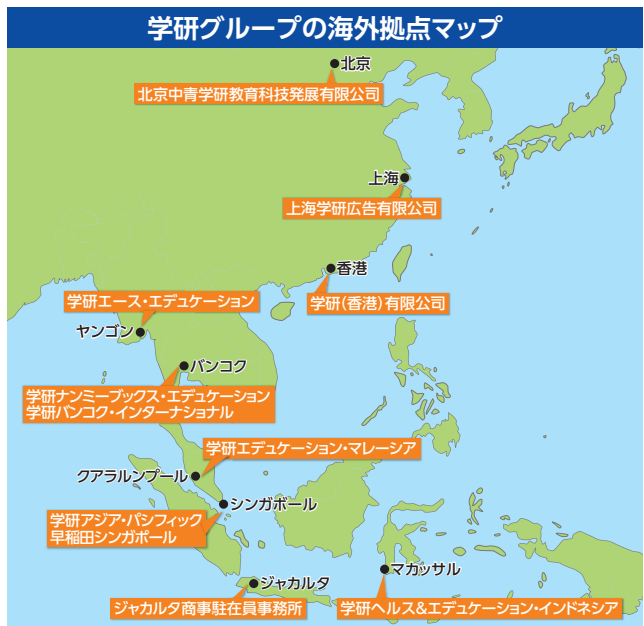 学研グループの海外拠点マップ
北京
北京中青学研教育科技発展有限公司
上海
上海学研広告有限公司
香港
学研(香港)有限公司
学研エース・エデュケーション
ヤンゴン
バンコク
学研ナンミーブックス・エデュケーション
学研バンコク・インターナショナル
学研エデュケーション・マレーシア
クアラルンプール
シンガポール
学研アジア・パシフィック
早稲田シンガポール
マカッサル
ジャカルタ
ジャカルタ商事駐在員事務所
学研ヘルス&エデュケーション・インドネシア